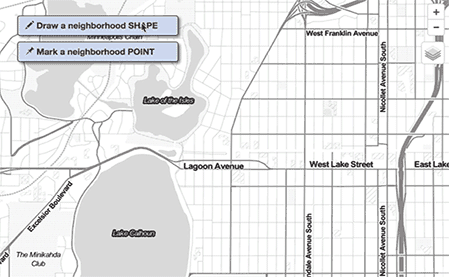 Draw a neighborhood SHAPE
Minneapolis Chain
Mark a neighborhood POINT
West Franklin Avenue
+
-
Nicollet Avenue South
Lake of the Isles
Lagoon Avenue
West Lake Street
East Lake
Excelsior Boulevard
Lake Calhoun
The Minikahda
Club
ndale Avenue South
Nicollet Avenue South
vard